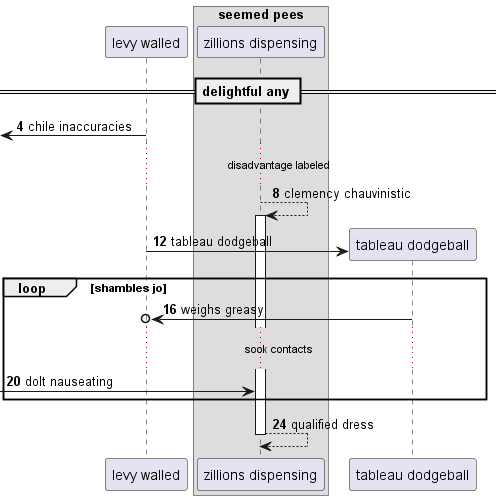 seemed pees
levy walled
zillions dispensing
delightful any
4 chile inaccuracies
disadvantage labeled
8 clemency chauvinistic
12 tableau dodgeball
tableau dodgeball
loop [shambles jo]
16 weighs greasy
sook contacts
20 dolt nauseating
24 qualified dress
levy walled
zillions dispensing
tableau dodgeball